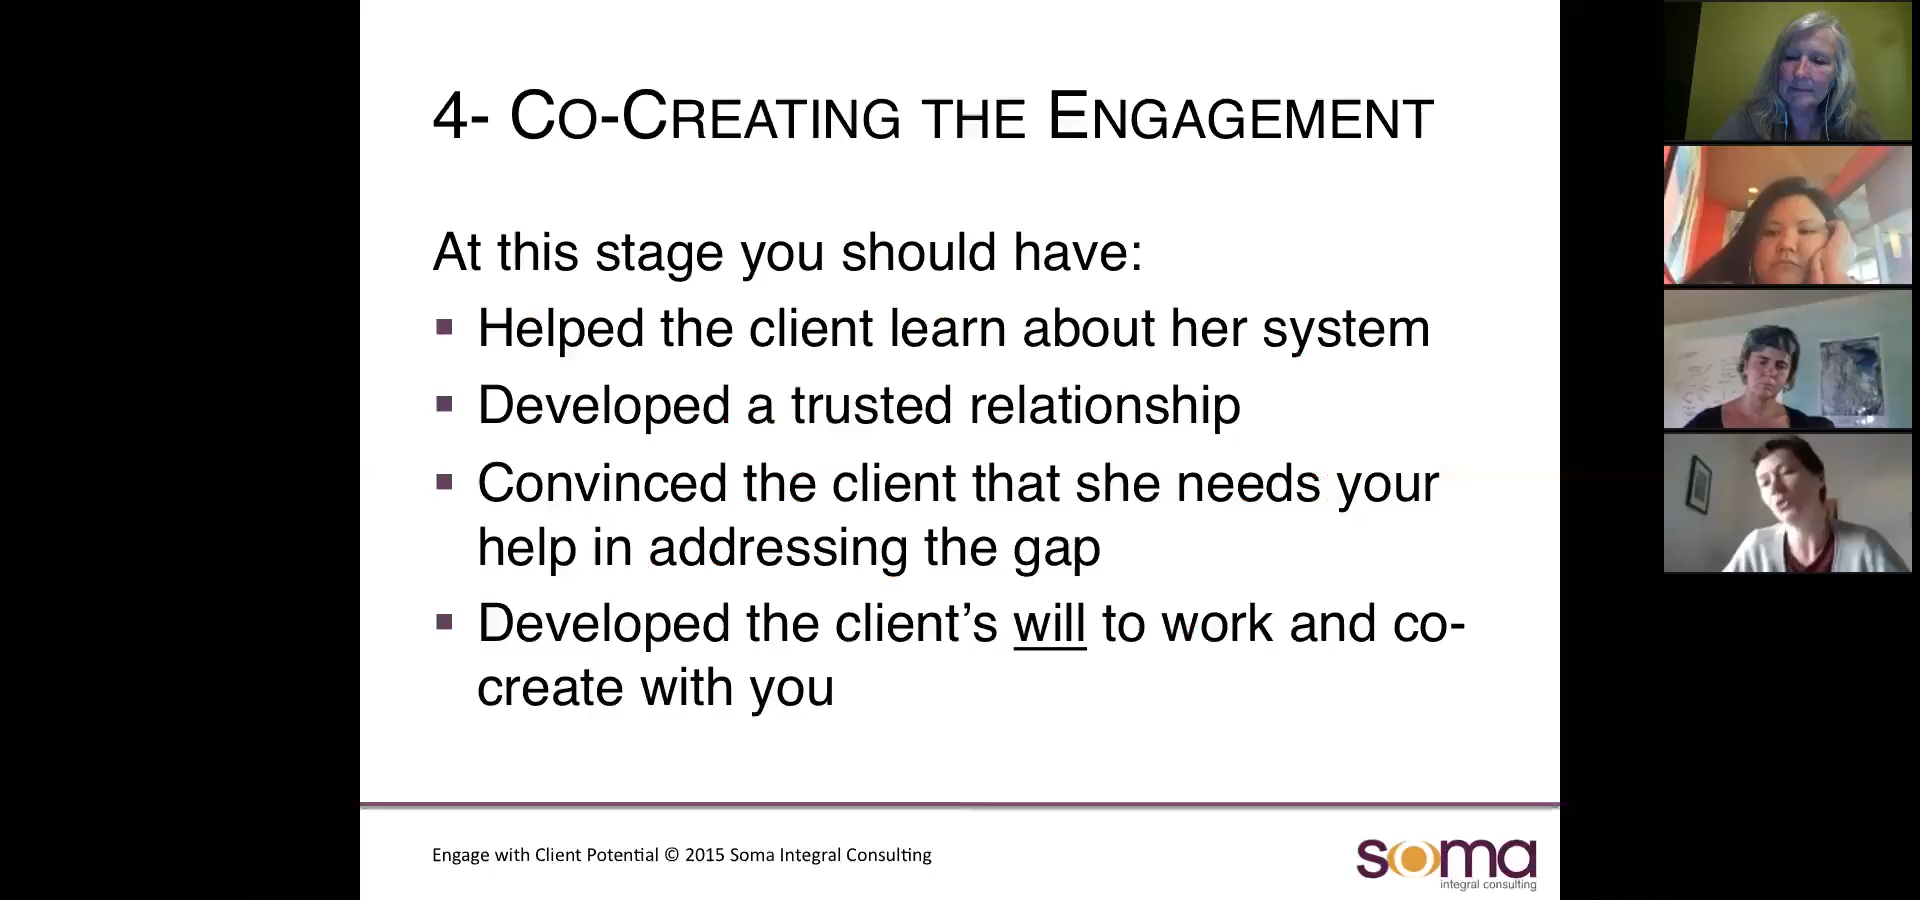 4- CO-CREATING THE ENGAGEMENT
At this stage you should have:
▪ Helped the client learn about her system
▪ Developed a trusted relationship
▪ Convinced the client that she needs your
help in addressing the gap
▪ Developed the client’s will to work and co-
create with you
Engage with Client Potential © 2015 Soma Integral Consulting
soma
integral consulting